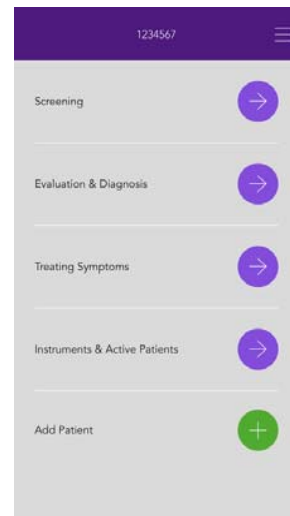 1234567
Screening
Evaluation & Diagnosis
Treating Symptoms
Instruments & Active Patients
Add Patient